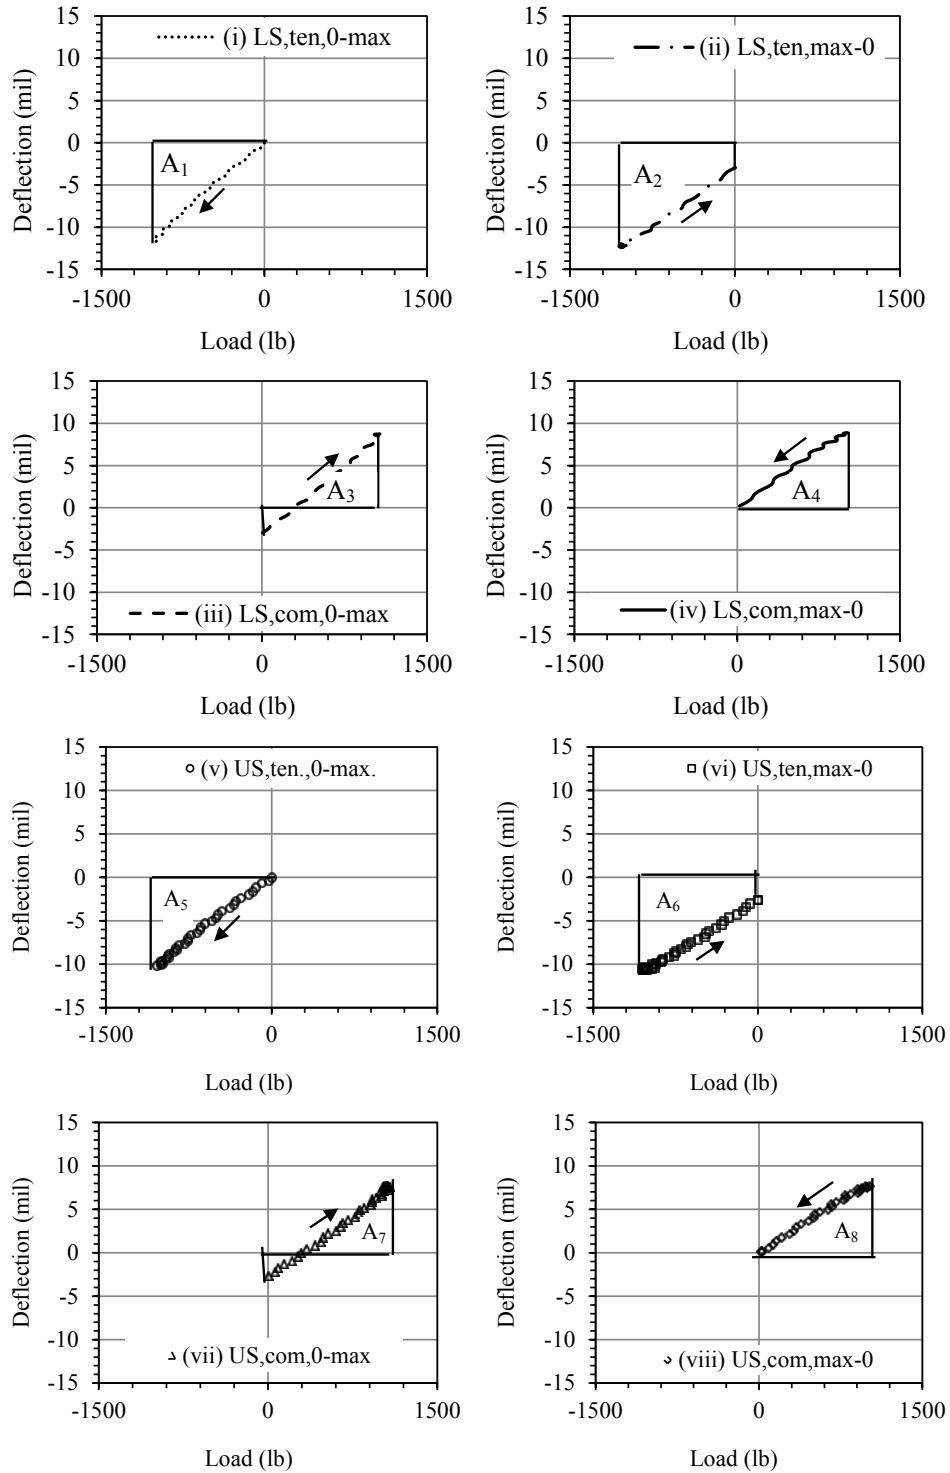 (i) LS,ten,0-max
Deflection (mil)
15
10
5
0
-5
-10
-15
A1
-1500 0 1500
Load (lb)
(ii) LS,ten,max-0
Deflection (mil)
15
10
5
0
-5
-10
-15
A2
-1500 0 1500
Load (lb)
(iii) LS,com,0-max
Deflection (mil)
15
10
5
0
-5
-10
-15
A3
-1500 0 1500
Load (lb)
(iv) LS,com,max-0
Deflection (mil)
15
10
5
0
-5
-10
-15
A4
-1500 0 1500
Load (lb)
(v) US,ten.,0-max.
Deflection (mil)
15
10
5
0
-5
-10
-15
A5
-1500 0 1500
Load (lb)
(vi) US,ten,max-0
Deflection (mil)
15
10
5
0
-5
-10
-15
A6
-1500 0 1500
Load (lb)
(vii) US,com,0-max
Deflection (mil)
15
10
5
0
-5
-10
-15
A7
-1500 0 1500
Load (lb)
(viii) US,com,max-0
Deflection (mil)
15
10
5
0
-5
-10
-15
A8
-1500 0 1500
Load (lb)